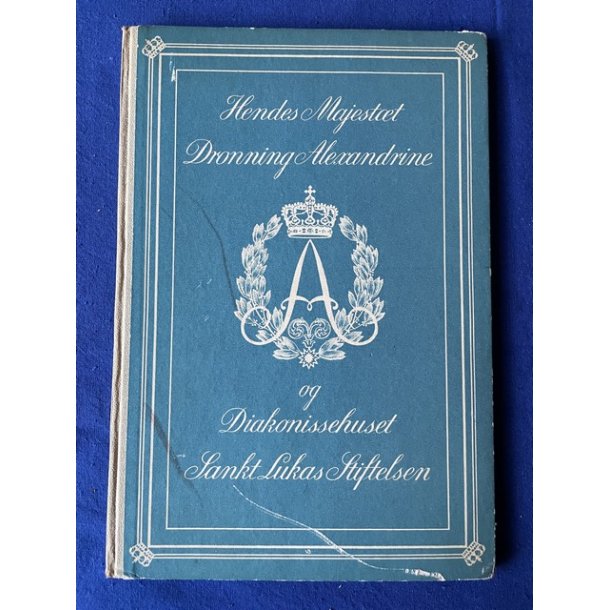 Hendes Majestæt
Dronning Alexandrine
A
og
Diakonissehuset
Sankt Lukas Stiftelsen